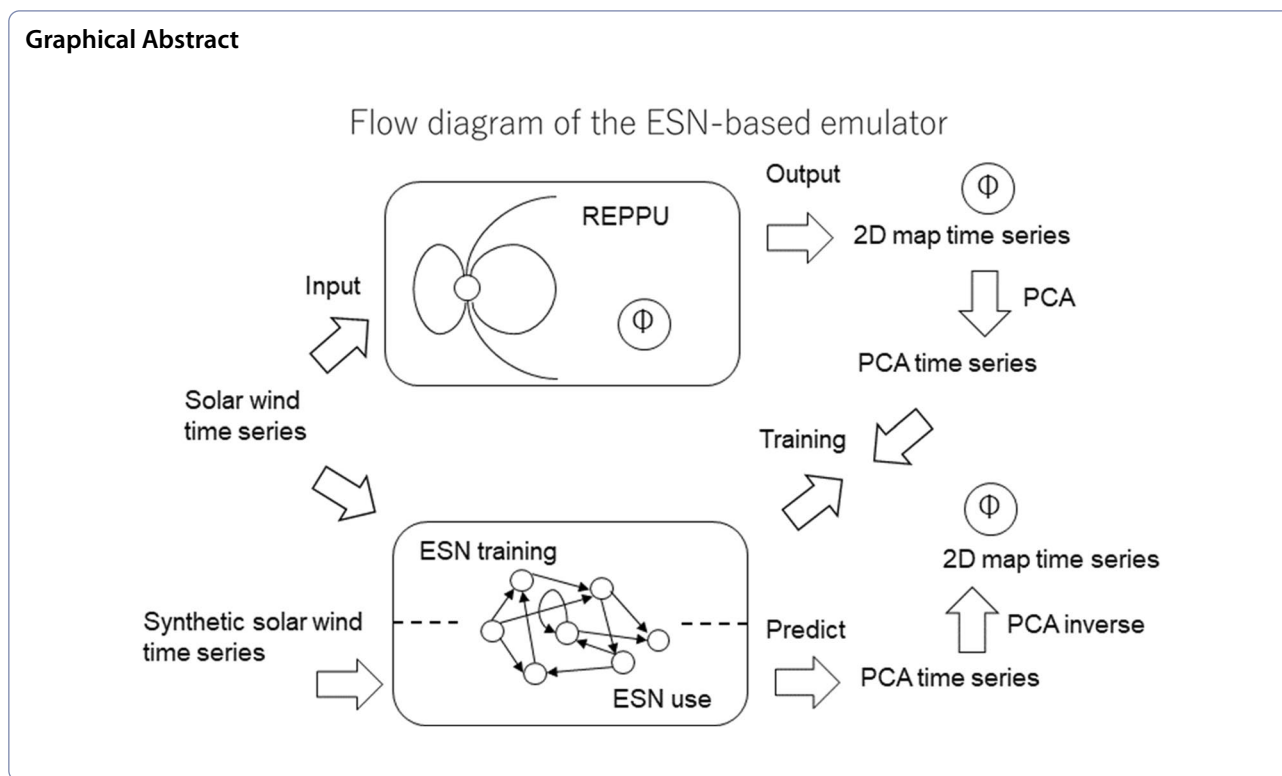 Graphical Abstract
Flow diagram of the ESN-based emulator
Output
Φ
REPPU
2D map time series
Input
Φ
PCA
PCA time series
Solar wind
time series
Training
Φ
ESN training
2D map time series
Synthetic solar wind
time series
Predict
PCA inverse
PCA time series
ESN use